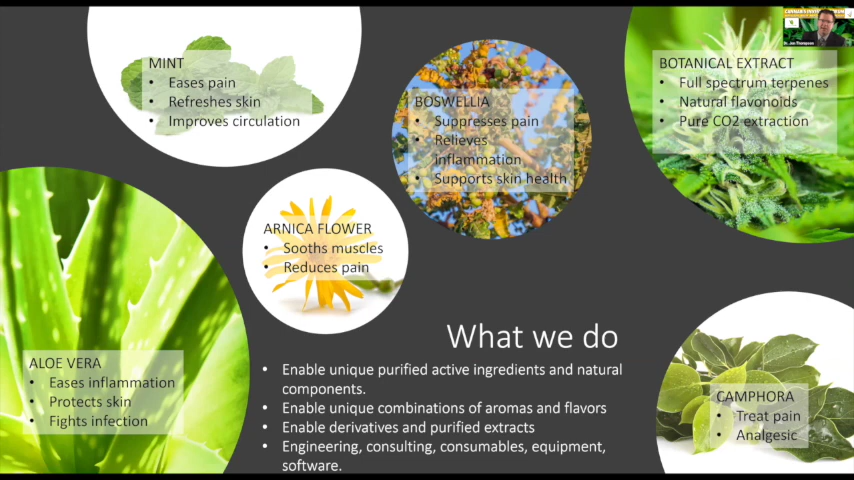 MINT
• Eases pain
• Refreshes skin
• Improves circulation
BOSWELLIA
• Suppresses pain
• Relieves
inflammation
• Supports skin health
BOTANICAL EXTRACT
• Full spectrum terpenes
• Natural flavonoids
• Pure CO2 extraction
ARNICA FLOWER
• Sooths muscles
• Reduces pain
ALOE VERA
• Eases inflammation
• Protects skin
• Fights infection
What we do
• Enable unique purified active ingredients and natural
components.
• Enable unique combinations of aromas and flavors
• Enable derivatives and purified extracts
• Engineering, consulting, consumables, equipment,
software.
CAMPHORA
• Treat pain
• Analgesic